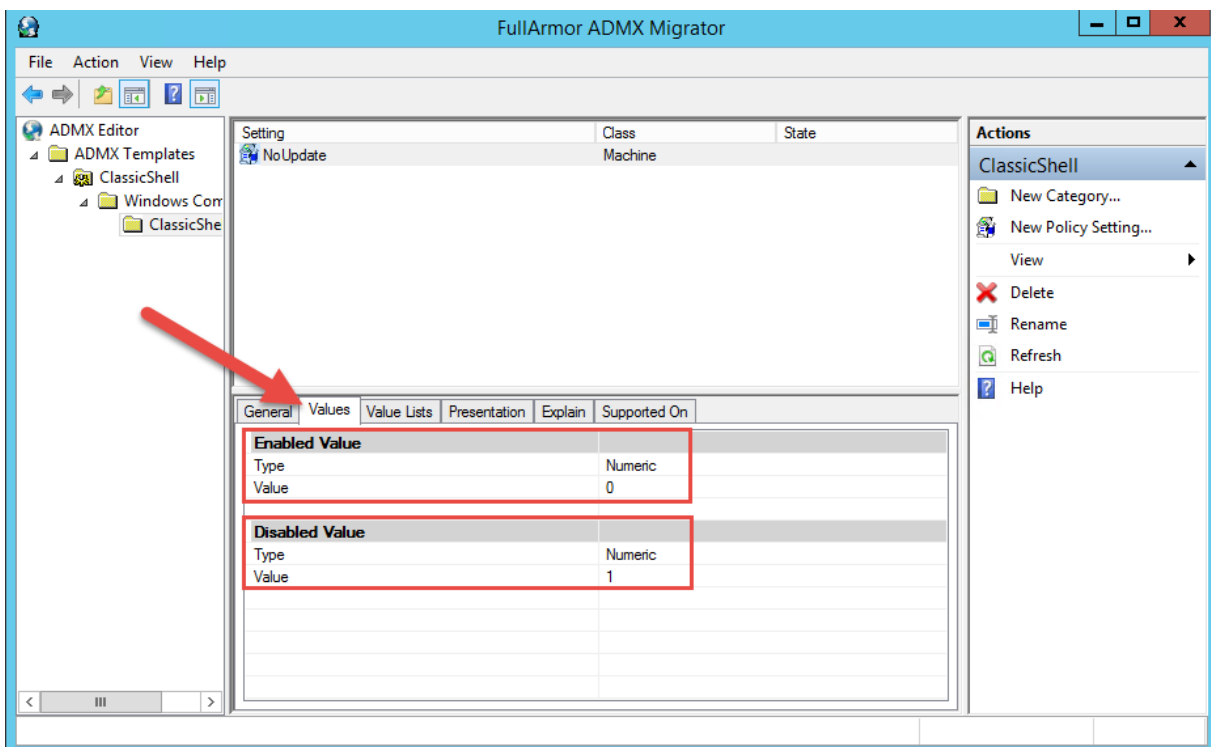 FullArmor ADMX Migrator
File Action View Help
ADMX Editor
ADMX Templates
ClassicShell
Windows Com
ClassicShe
Setting Class State
NoUpdate Machine
General Values Value Lists Presentation Explain Supported On
Enabled Value
Type Numeric
Value 0
Disabled Value
Type Numeric
Value 1
Actions
ClassicShell
New Category...
New Policy Setting...
View
Delete
Rename
Refresh
Help